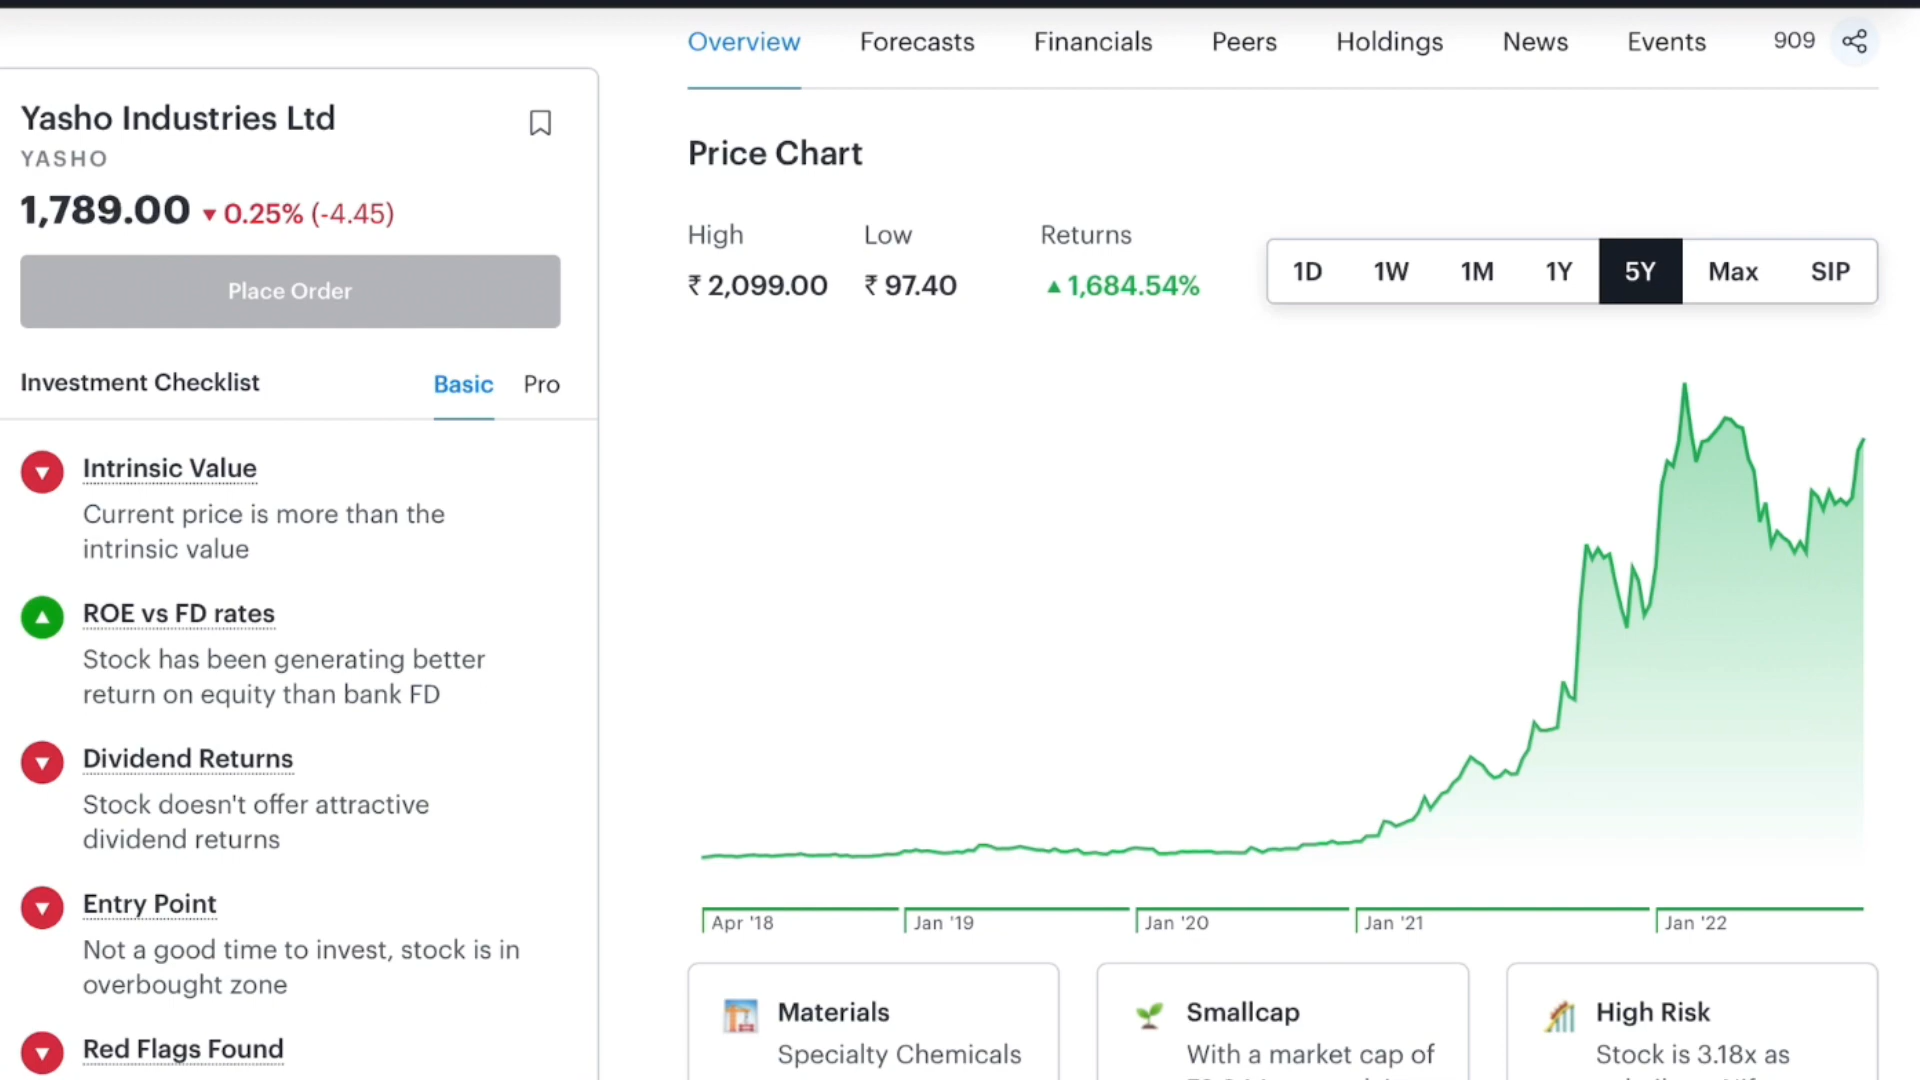 Overview Forecasts Financials Peers Holdings News Events 909
Yasho Industries Ltd
YASHO
1,789.00 ▼ 0.25% (-4.45)
Place Order
Investment Checklist Basic Pro
Intrinsic Value
Current price is more than the
intrinsic value
ROE vs FD rates
Stock has been generating better
return on equity than bank FD
Dividend Returns
Stock doesn't offer attractive
dividend returns
Entry Point
Not a good time to invest, stock is in
overbought zone
Red Flags Found
Price Chart
High Low Returns
₹ 2,099.00 ₹ 97.40 ▲ 1,684.54%
1D 1W 1M 1Y 5Y Max SIP
Apr '18 Jan '19 Jan '20 Jan '21 Jan '22
Materials
Specialty Chemicals
Smallcap
With a market cap of
High Risk
Stock is 3.18x as